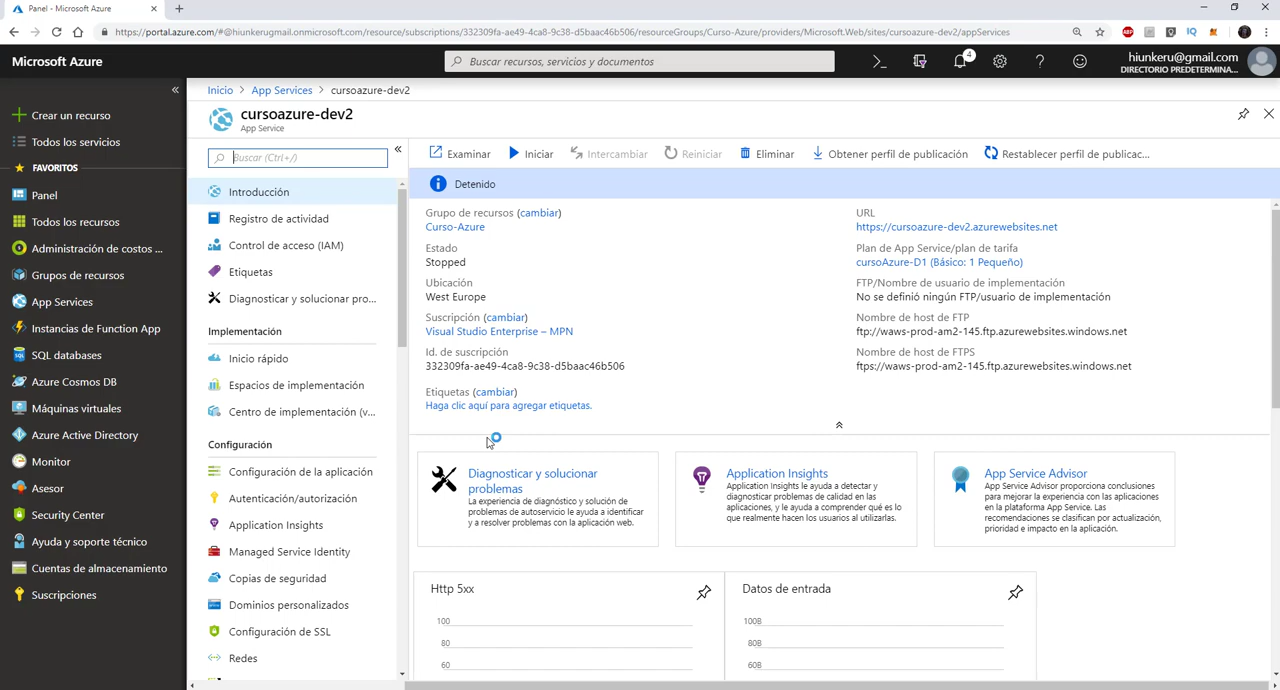 Panel - Microsoft Azure
https://portal.azure.com/#@hiunkerugmail.onmicrosoft.com/resource/subscriptions/332309fa-ae49-4ca8-9c38-d5baac46b506/resourceGroups/Curso-Azure/providers/Microsoft.Web/sites/cursoazure-dev2/appServices
Microsoft Azure
Buscar recursos, servicios y documentos
4
hiunkeru@gmail.com
DIRECTORIO PREDETERMINA...
Crear un recurso
Todos los servicios
FAVORITOS
Panel
Todos los recursos
Administración de costos ...
Grupos de recursos
App Services
Instancias de Function App
SQL databases
Azure Cosmos DB
Máquinas virtuales
Azure Active Directory
Monitor
Asesor
Security Center
Ayuda y soporte técnico
Cuentas de almacenamiento
Suscripciones
Inicio > App Services > cursoazure-dev2
cursoazure-dev2
App Service
Buscar (Ctrl+/)
Introducción
Registro de actividad
Control de acceso (IAM)
Etiquetas
Diagnosticar y solucionar pro...
Implementación
Inicio rápido
Espacios de implementación
Centro de implementación (v...
Configuración
Configuración de la aplicación
Autenticación/autorización
Application Insights
Managed Service Identity
Copias de seguridad
Dominios personalizados
Configuración de SSL
Redes
Examinar Iniciar Intercambiar Reiniciar Eliminar Obtener perfil de publicación Restablecer perfil de publicac...
Detenido
Grupo de recursos (cambiar)
Curso-Azure
Estado
Stopped
Ubicación
West Europe
Suscripción (cambiar)
Visual Studio Enterprise – MPN
Id. de suscripción
332309fa-ae49-4ca8-9c38-d5baac46b506
Etiquetas (cambiar)
Haga clic aquí para agregar etiquetas.
URL
https://cursoazure-dev2.azurewebsites.net
Plan de App Service/plan de tarifa
cursoAzure-D1 (Básico: 1 Pequeño)
FTP/Nombre de usuario de implementación
No se definió ningún FTP/usuario de implementación
Nombre de host de FTP
ftp://waws-prod-am2-145.ftp.azurewebsites.windows.net
Nombre de host de FTPS
ftps://waws-prod-am2-145.ftp.azurewebsites.windows.net
Diagnosticar y solucionar
problemas
La experiencia de diagnóstico y solución de
problemas de autoservicio le ayuda a identificar
y a resolver problemas con la aplicación web.
Application Insights
Application Insights le ayuda a detectar y
diagnosticar problemas de calidad en las
aplicaciones, y le ayuda a comprender qué es
lo que realmente hacen los usuarios al utilizarlas.
App Service Advisor
App Service Advisor proporciona conclusiones
para mejorar la experiencia con las aplicaciones
en la plataforma App Service. Las
recomendaciones se clasifican por actualización,
prioridad e impacto en la aplicación.
Http 5xx
100
80
60
Datos de entrada
100B
80B
60B